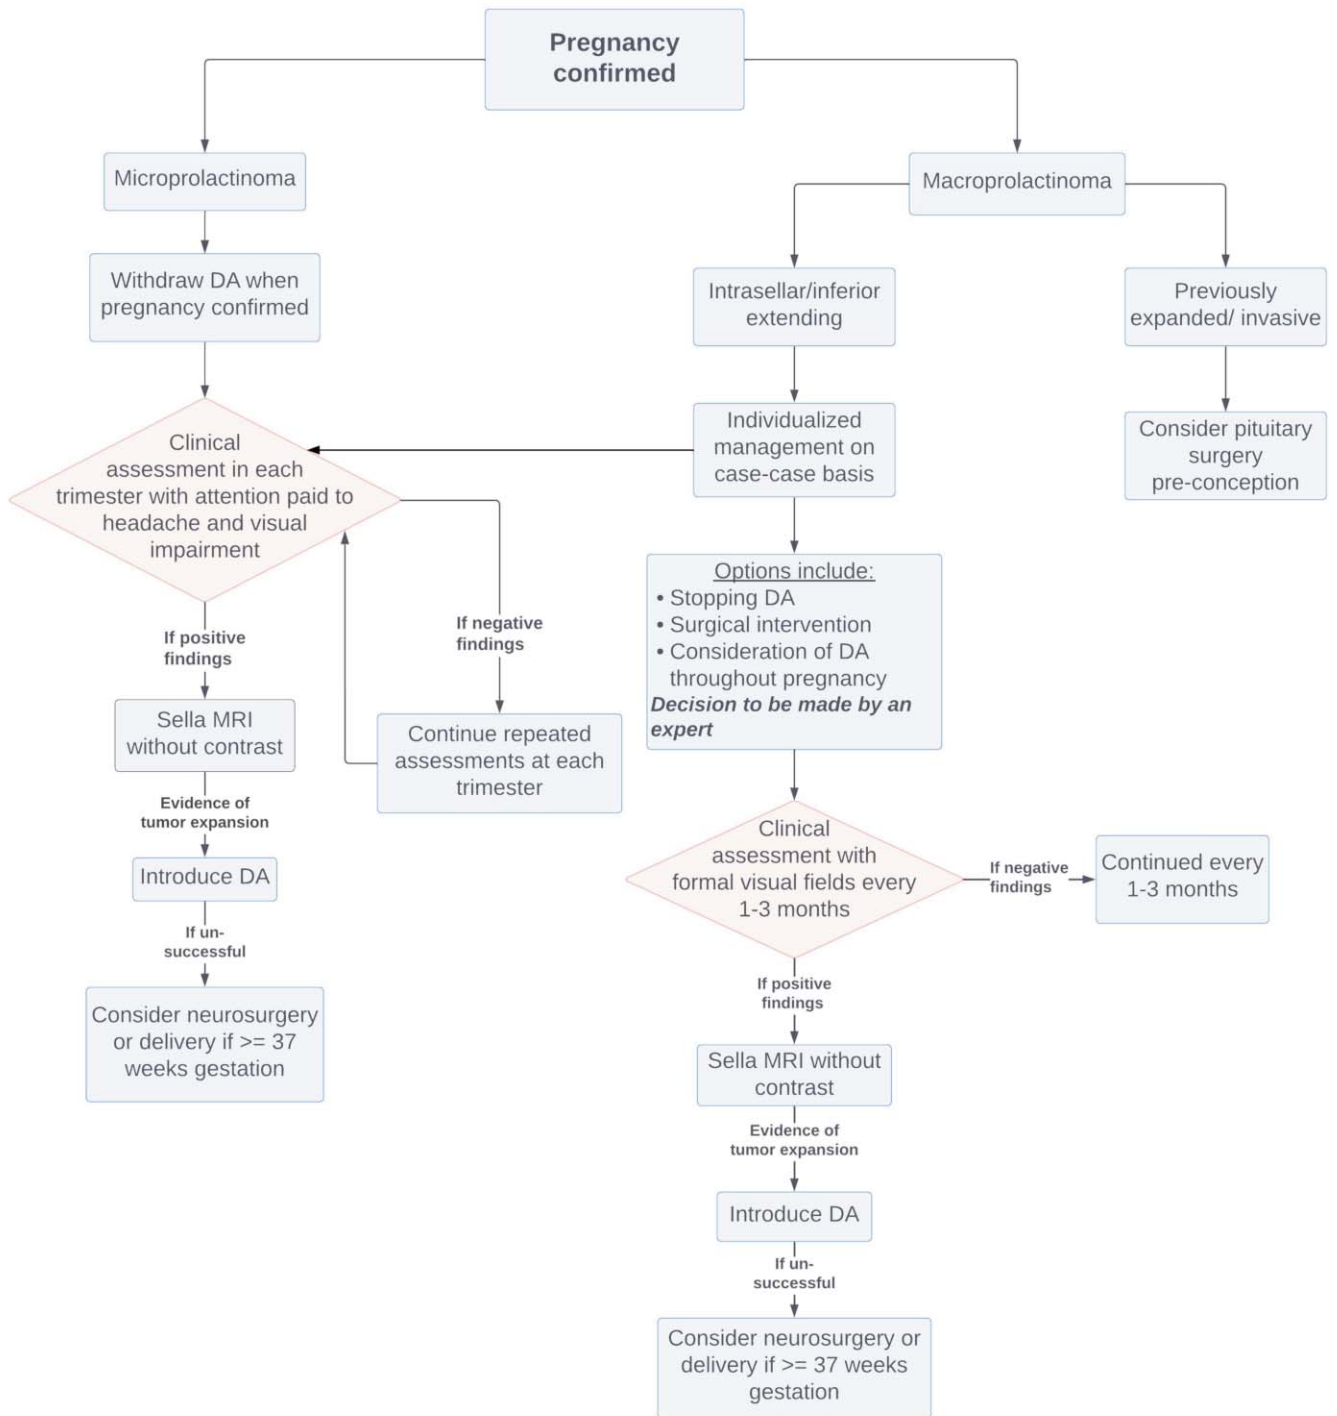 Pregnancy
confirmed
Microprolactinoma
Macroprolactinoma
Withdraw DA when
pregnancy confirmed
Intrasellar/inferior
extending
Previously
expanded/ invasive
Clinical
assessment in each
trimester with attention paid to
headache and visual
impairment
Individualized
management on
case-case basis
Consider pituitary
surgery
pre-conception
If positive
findings
If negative
findings
Options include:
• Stopping DA
• Surgical intervention
• Consideration of DA
throughout pregnancy
Decision to be made by an
expert
Sella MRI
without contrast
Continue repeated
assessments at each
trimester
Evidence of
tumor expansion
Introduce DA
If un-
successful
Consider neurosurgery
or delivery if >= 37
weeks gestation
Clinical
assessment with
formal visual fields every
1-3 months
If negative
findings
Continued every
1-3 months
If positive
findings
Sella MRI without
contrast
Evidence of
tumor expansion
Introduce DA
If un-
successful
Consider neurosurgery or
delivery if >= 37 weeks
gestation